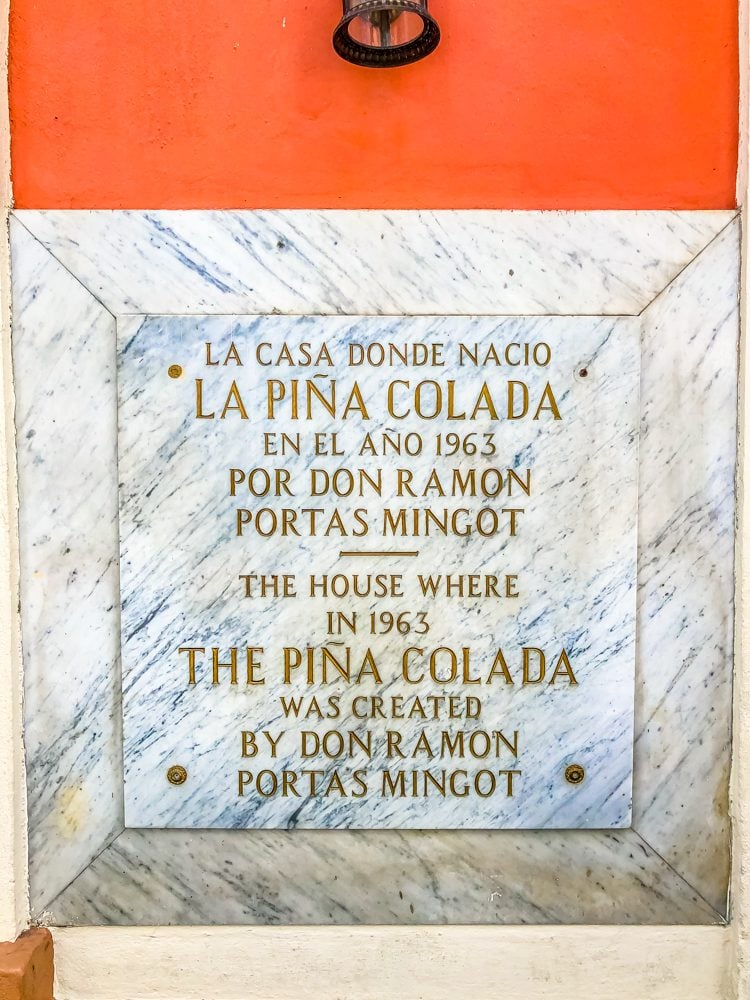 LA CASA DONDE NACIO
LA PIÑA COLADA
EN EL AÑO 1963
POR DON RAMON
PORTAS MINGOT
THE HOUSE WHERE
IN 1963
THE PIÑA COLADA
WAS CREATED
BY DON RAMON
PORTAS MINGOT